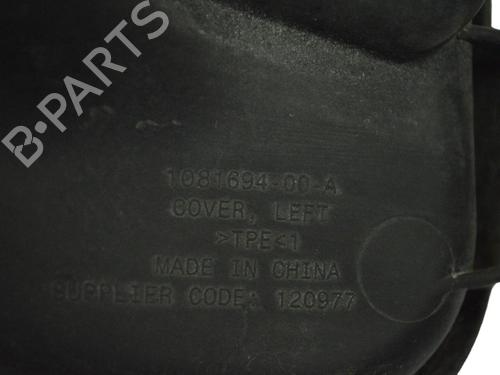 B-PARTS
1081694-00-A
COVER, LEFT
>TPE<1
MADE IN CHINA
SUPPLIER CODE: 120977